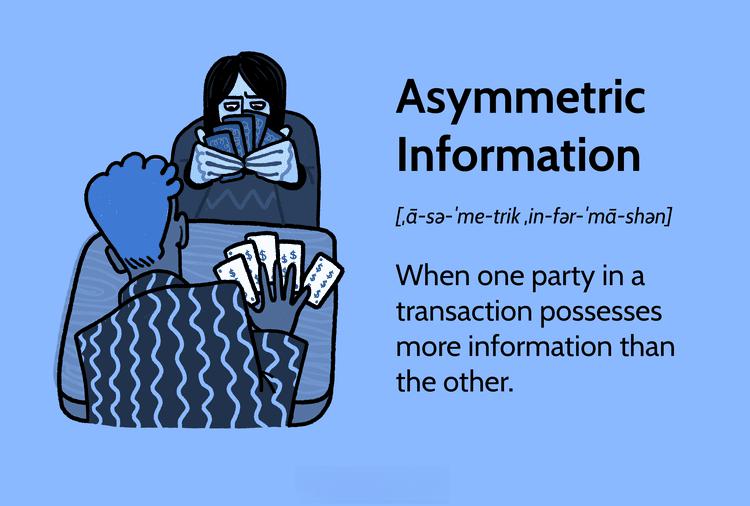 Asymmetric
Information
[ˌā-sə-ˈme-trik ˌin-fər-ˈmā-shən]
When one party in a
transaction possesses
more information than
the other.
$ $ $ $